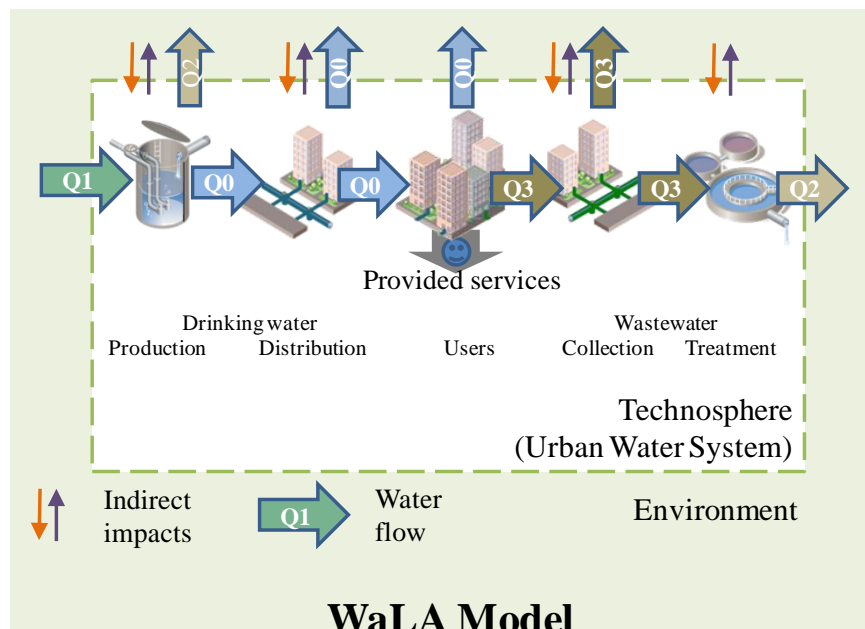 Q2
Q0
Q0
Q3
Q1
Q0
Q0
Q3
Q3
Q2
Provided services
Drinking water
Wastewater
Production
Distribution
Users
Collection
Treatment
Technosphere
(Urban Water System)
Indirect
impacts
Q1
Water
flow
Environment
WaLA Model